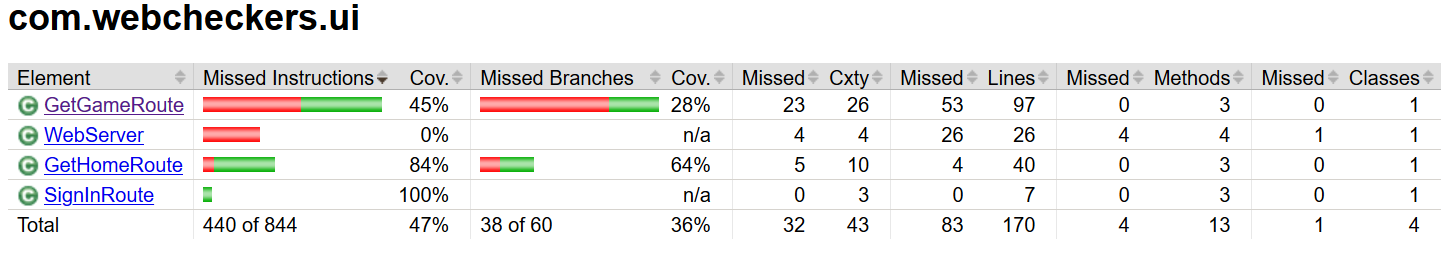 com.webcheckers.ui
Element Missed Instructions Cov. Missed Branches Cov. Missed Cxty Missed Lines Missed Methods Missed Classes
C GetGameRoute 45% 28% 23 26 53 97 0 3 0 1
C WebServer 0% n/a 4 4 26 26 4 4 1 1
C GetHomeRoute 84% 64% 5 10 4 40 0 3 0 1
C SignInRoute 100% n/a 0 3 0 7 0 3 0 1
Total 440 of 844 47% 38 of 60 36% 32 43 83 170 4 13 1 4